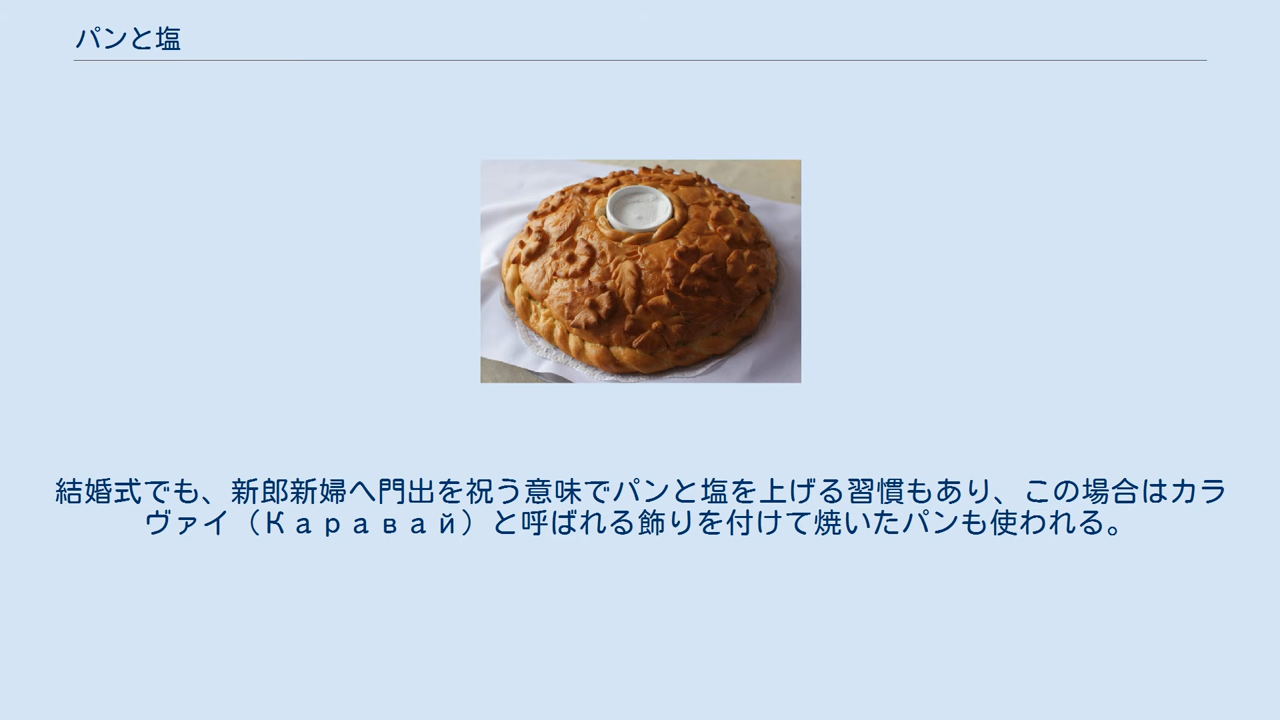 パンと塩
結婚式でも、新郎新婦へ門出を祝う意味でパンと塩を上げる習慣もあり、この場合はカラ
ヴァイ（Каравай）と呼ばれる飾りを付けて焼いたパンも使われる。